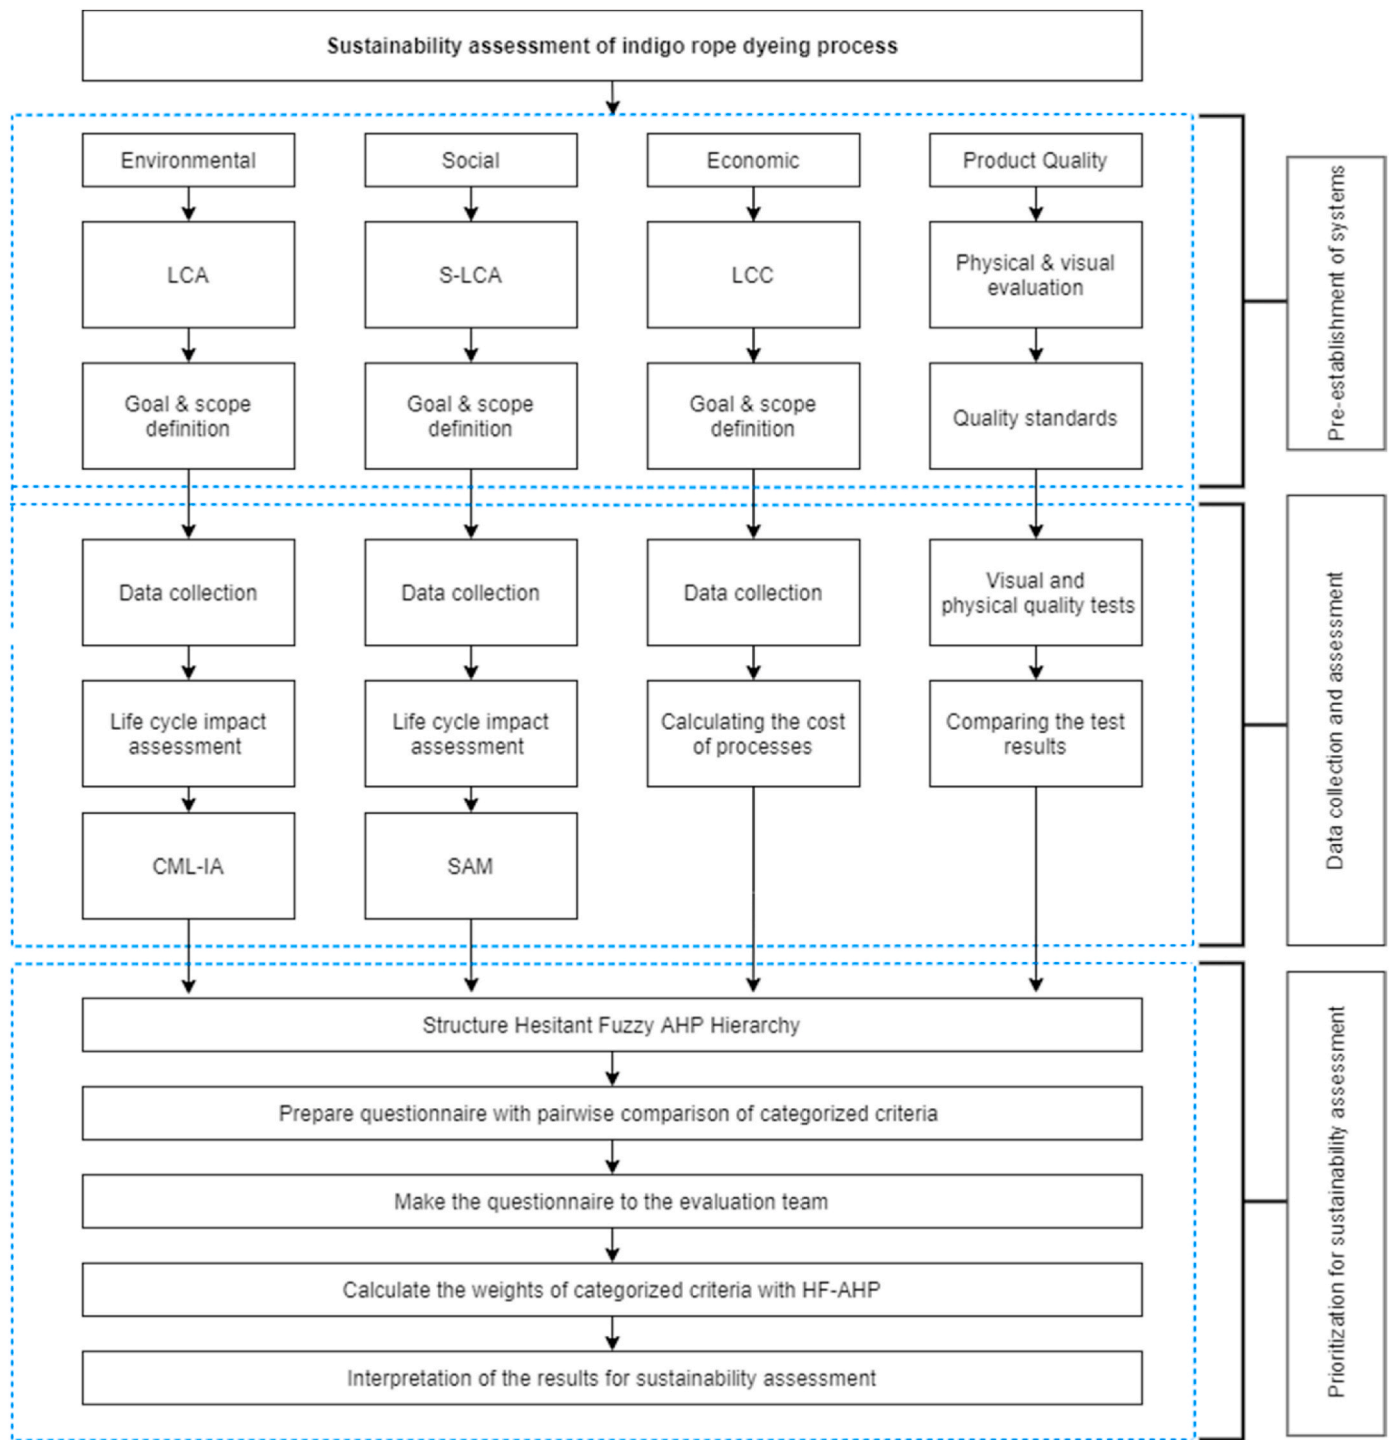 Sustainability assessment of indigo rope dyeing process
Environmental
Social
Economic
Product Quality
LCA
S-LCA
LCC
Physical & visual
evaluation
Goal & scope
definition
Goal & scope
definition
Goal & scope
definition
Quality standards
Pre-establishment of systems
Data collection
Data collection
Data collection
Visual and
physical quality tests
Life cycle impact
assessment
Life cycle impact
assessment
Calculating the cost
of processes
Comparing the test
results
CML-IA
SAM
Data collection and assessment
Structure Hesitant Fuzzy AHP Hierarchy
Prepare questionnaire with pairwise comparison of categorized criteria
Make the questionnaire to the evaluation team
Calculate the weights of categorized criteria with HF-AHP
Interpretation of the results for sustainability assessment
Prioritization for sustainability assessment